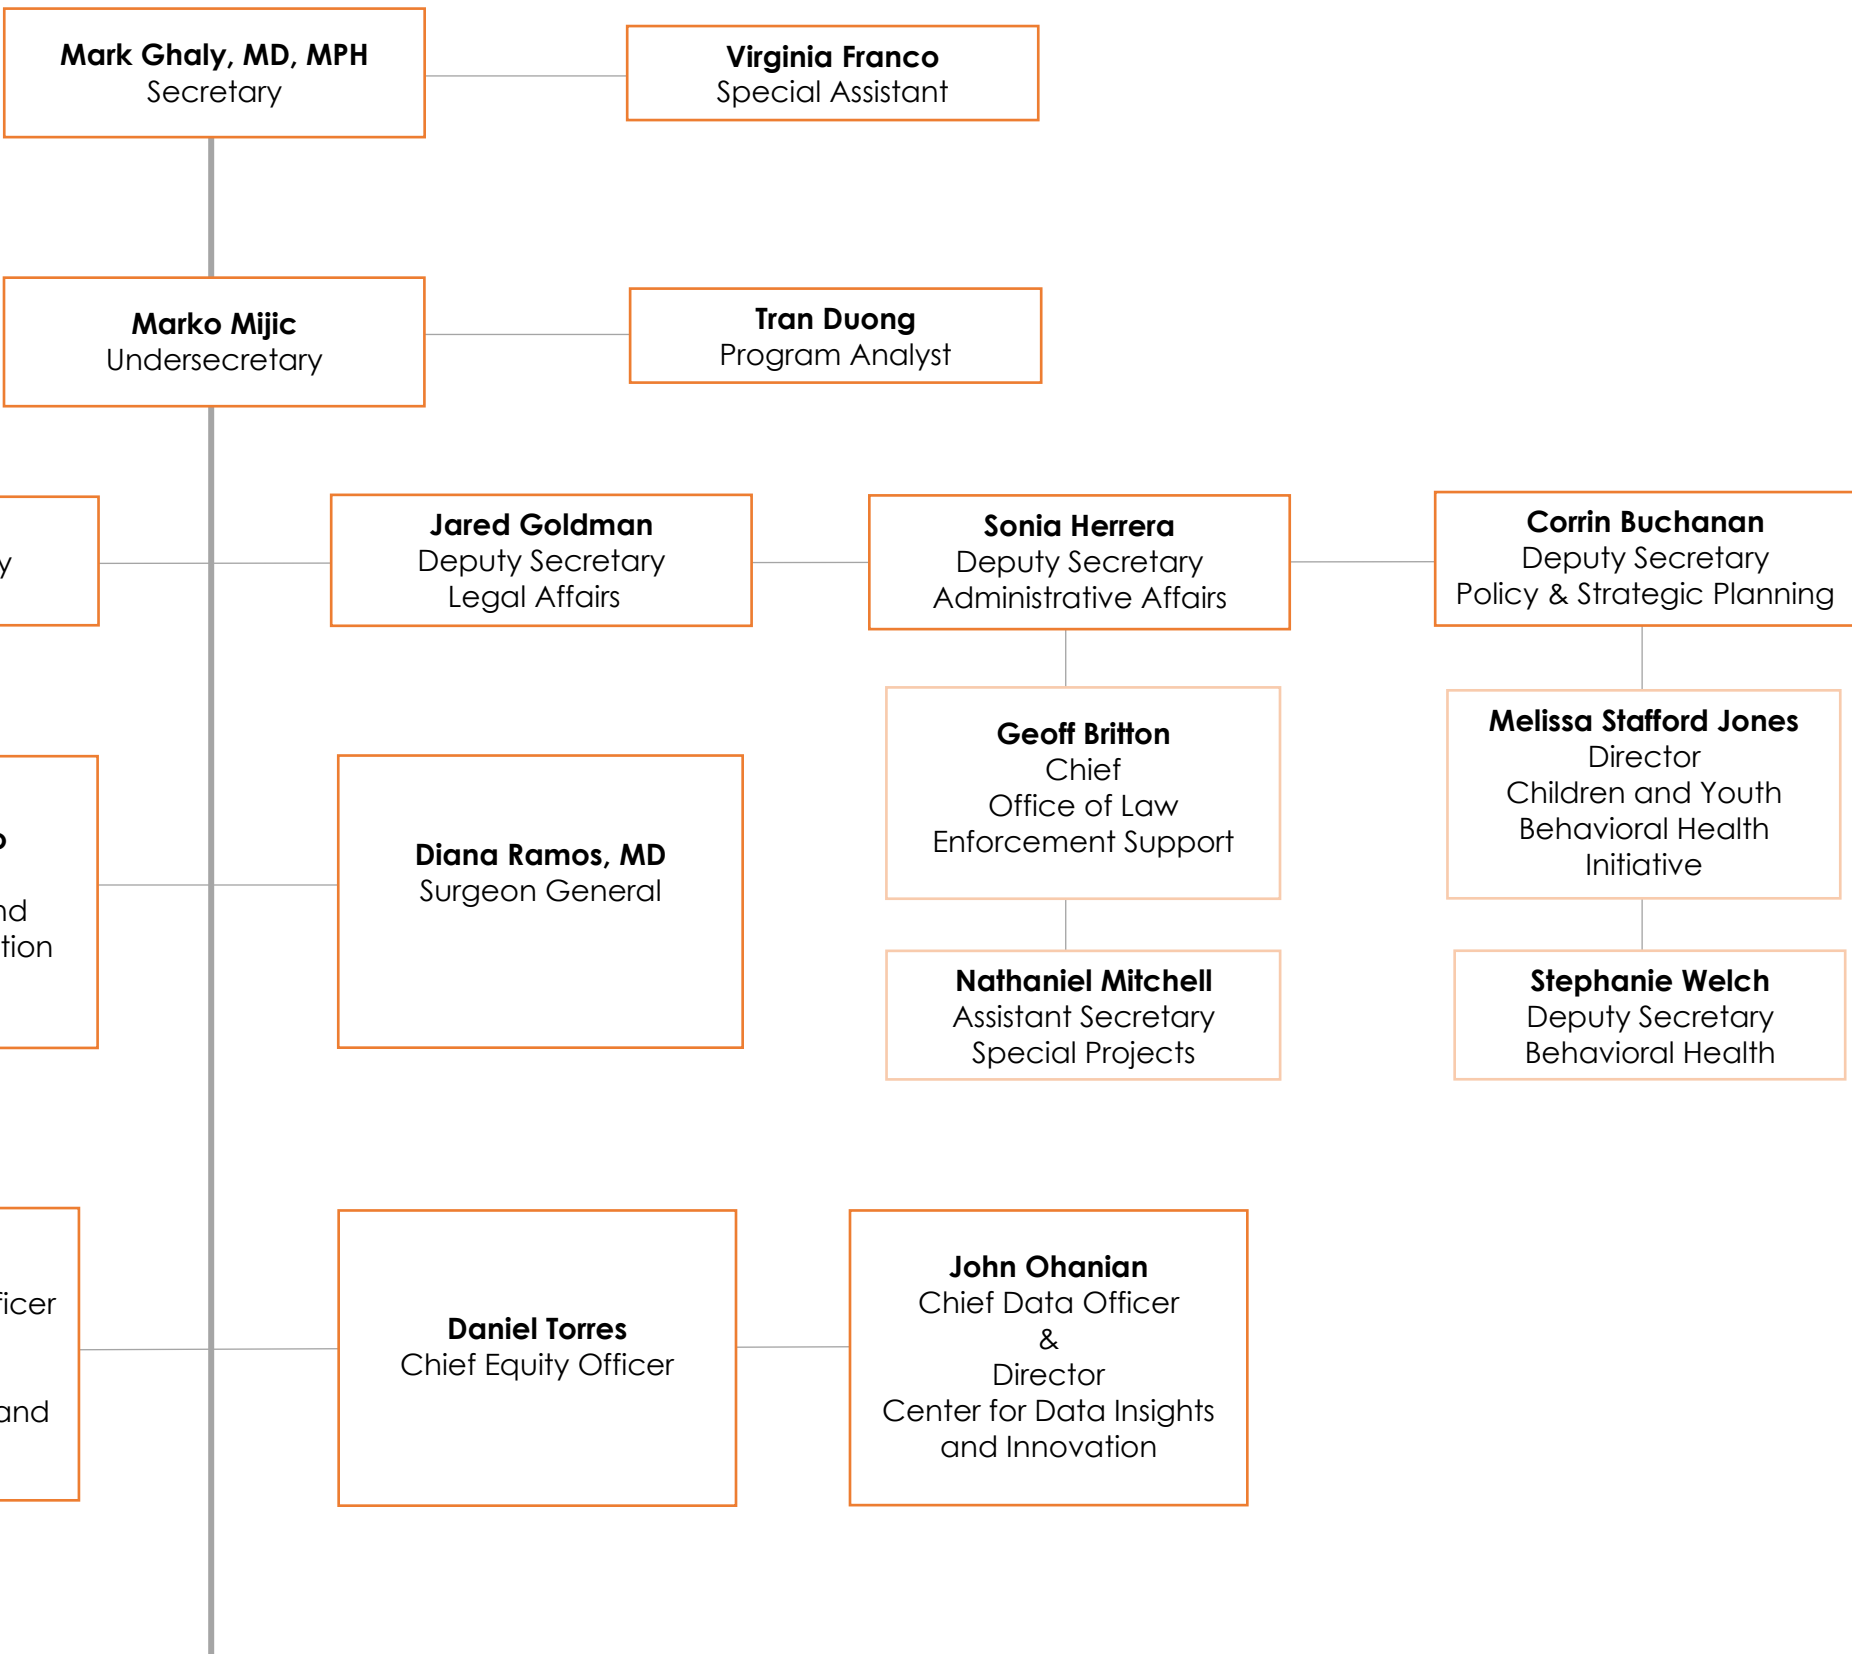 Mark Ghaly, MD, MPH
Secretary
Virginia Franco
Special Assistant
Marko Mijic
Undersecretary
Tran Duong
Program Analyst
Jared Goldman
Deputy Secretary
Legal Affairs
Sonia Herrera
Deputy Secretary
Administrative Affairs
Corrin Buchanan
Deputy Secretary
Policy & Strategic Planning
Diana Ramos, MD
Surgeon General
Geoff Britton
Chief
Office of Law
Enforcement Support
Melissa Stafford Jones
Director
Children and Youth
Behavioral Health
Initiative
Nathaniel Mitchell
Assistant Secretary
Special Projects
Stephanie Welch
Deputy Secretary
Behavioral Health
and
Daniel Torres
Chief Equity Officer
John Ohanian
Chief Data Officer
&
Director
Center for Data Insights
and Innovation